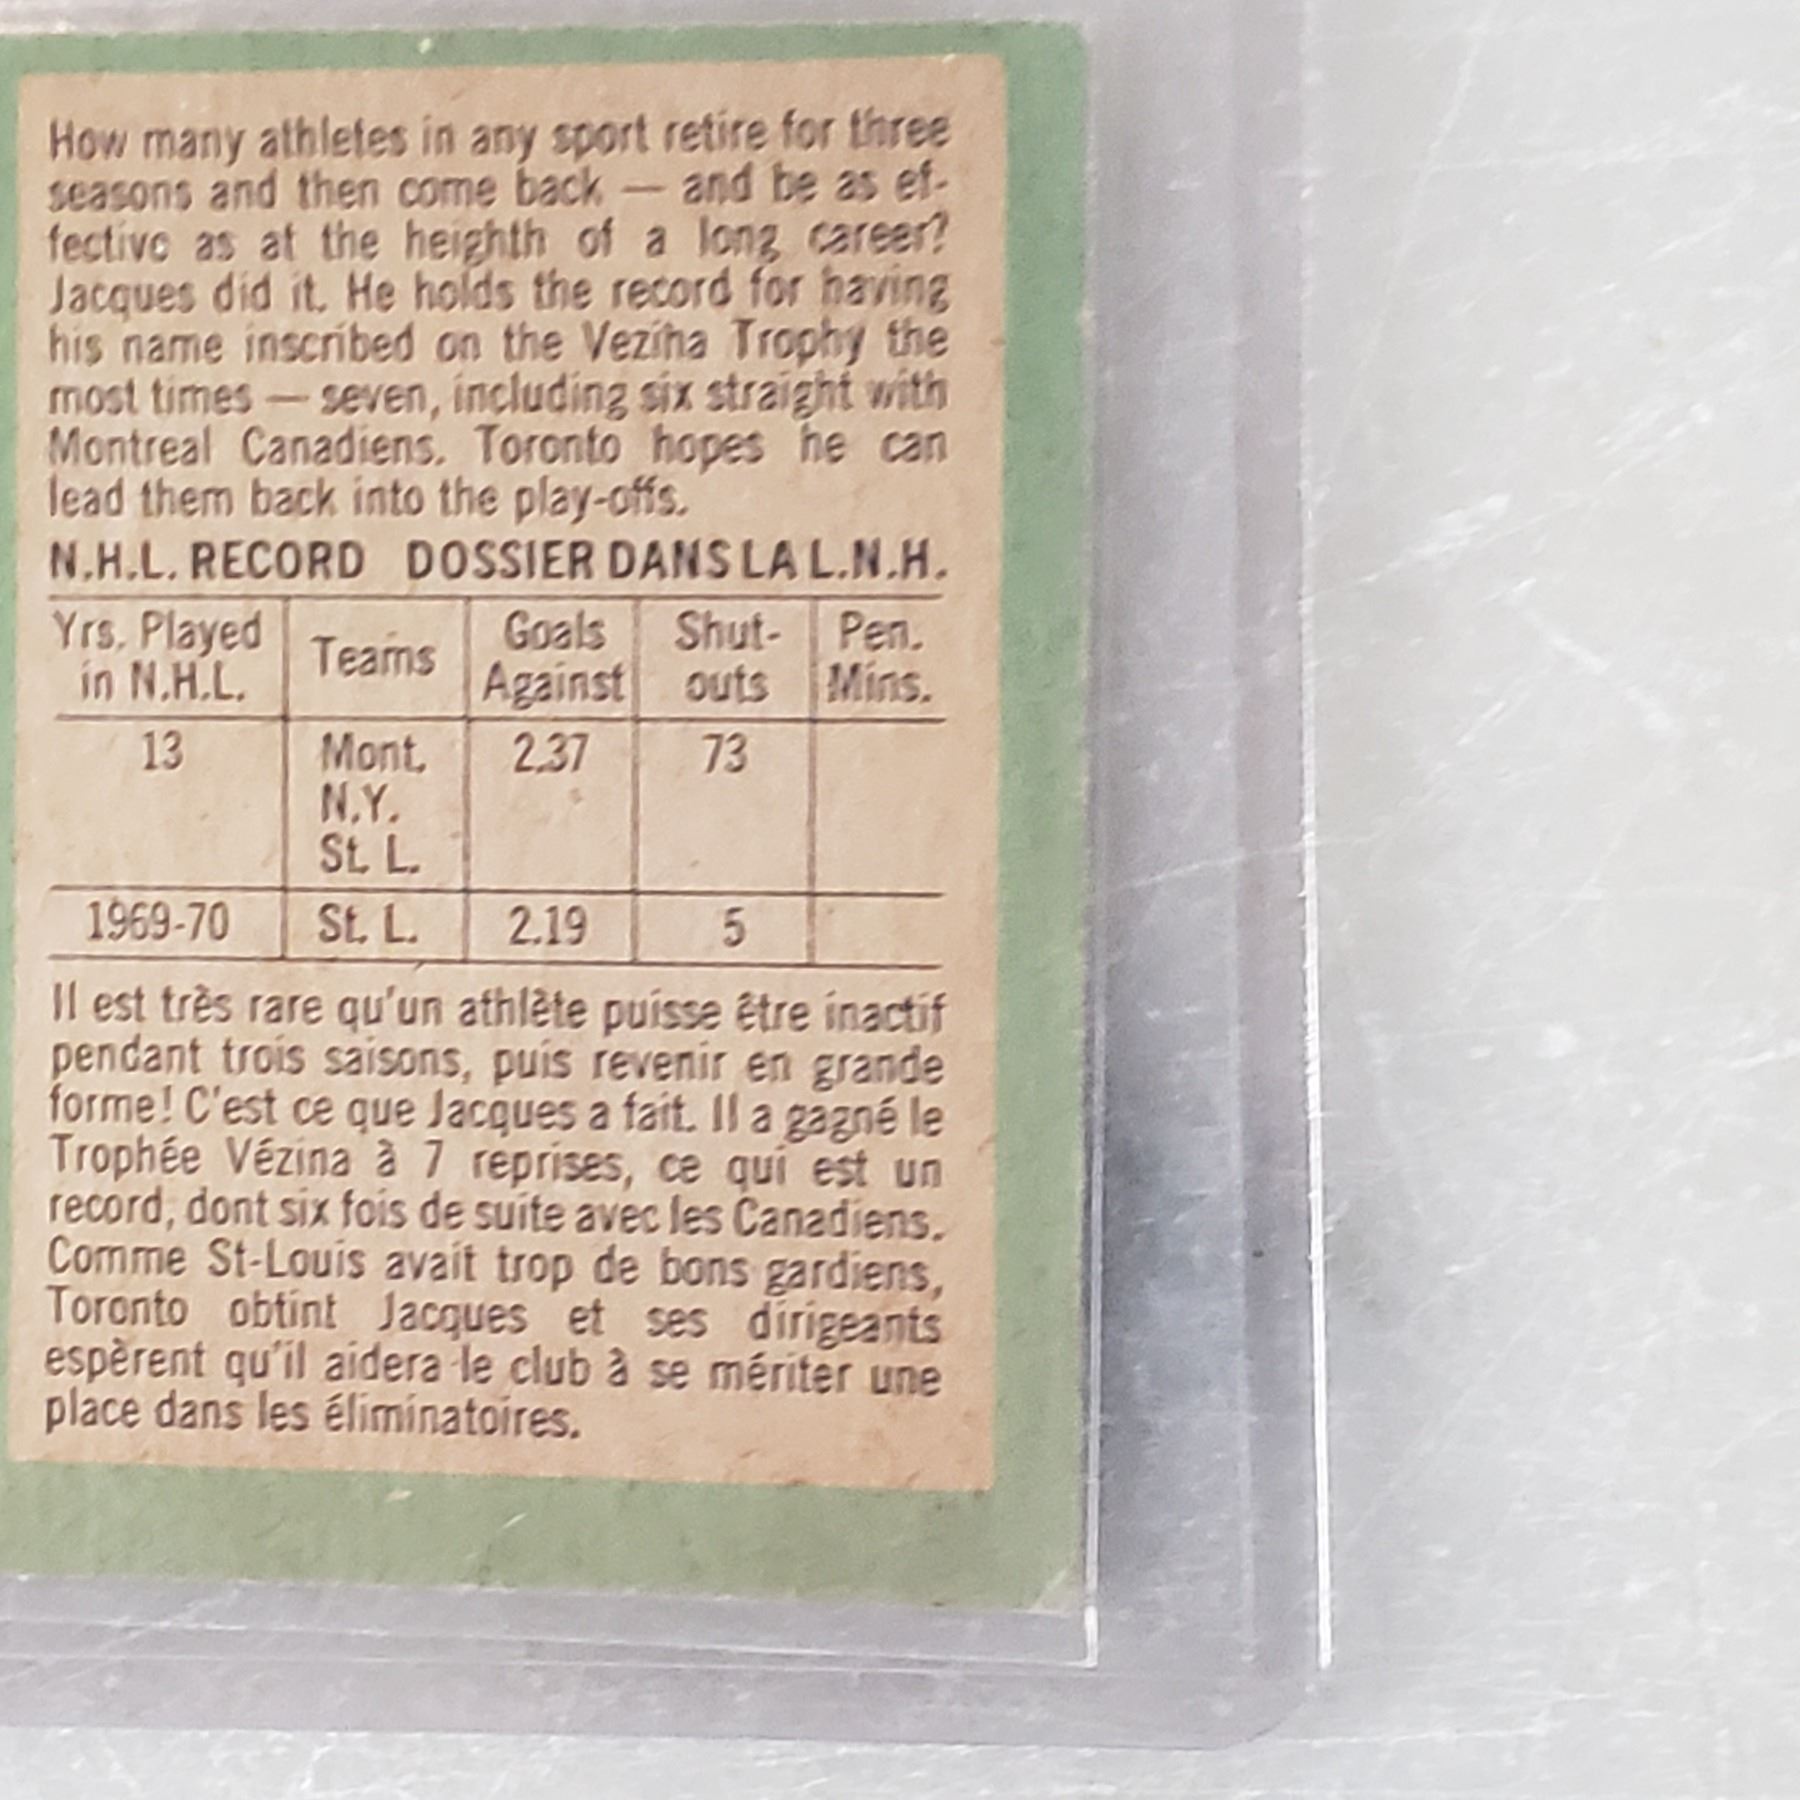 How many athletes in any sport retire for three
seasons and then come back — and be as ef-
fective as at the heighth of a long career?
Jacques did it. He holds the record for having
his name inscribed on the Vezina Trophy the
most times — seven, including six straight with
Montreal Canadiens. Toronto hopes he can
lead them back into the play-offs.
N.H.L. RECORD DOSSIER DANS LA L.N.H.
Yrs. Played in N.H.L. Teams Goals Against Shut-outs Pen. Mins.
13 Mont. 2.37 73
N.Y.
St. L.
1969-70 St. L. 2.19 5
Il est très rare qu'un athlète puisse être inactif
pendant trois saisons, puis revenir en grande
forme! C'est ce que Jacques a fait. Il a gagné le
Trophée Vézina à 7 reprises, ce qui est un
record, dont six fois de suite avec les Canadiens.
Comme St-Louis avait trop de bons gardiens,
Toronto obtint Jacques et ses dirigeants
espèrent qu'il aidera le club à se mériter une
place dans les éliminatoires.